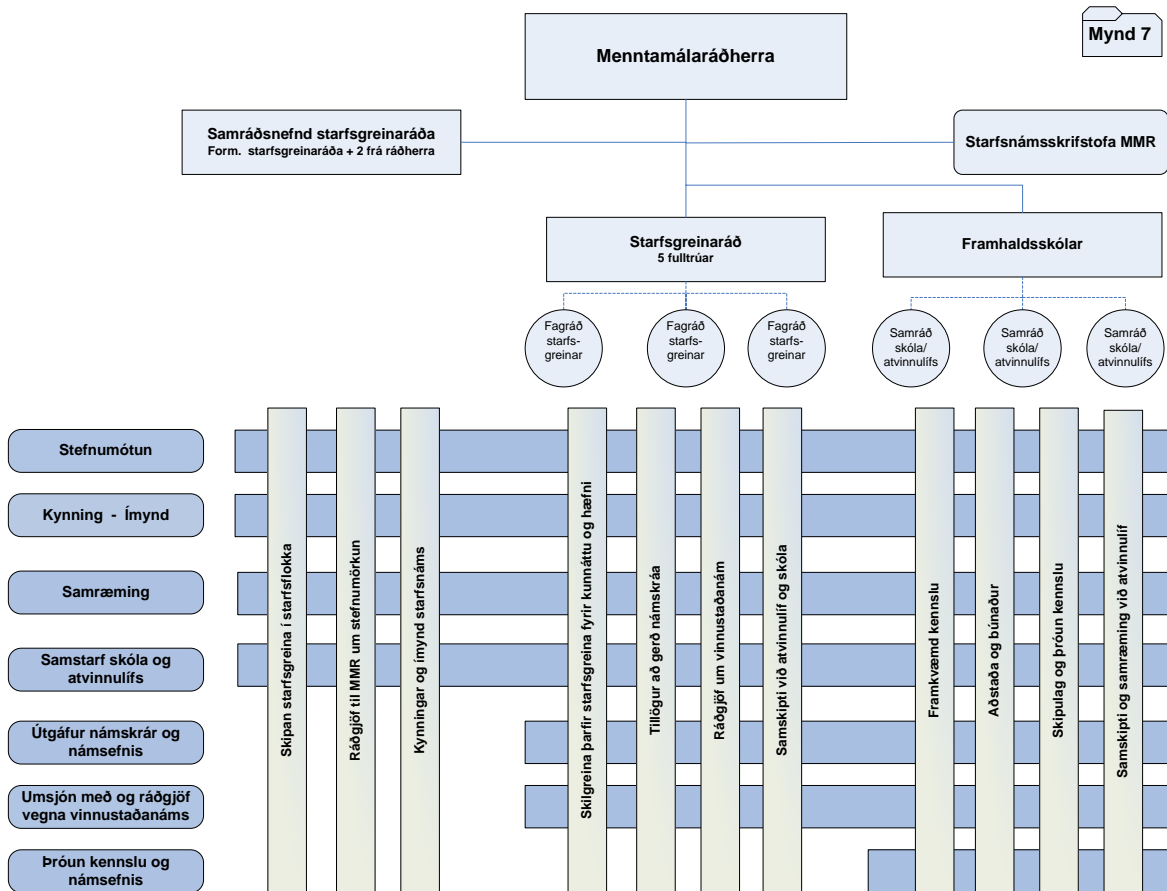 Mynd 7
Menntamálaráðherra
Samráðsnefnd starfsgreinaráða
Form. starfsgreinaráða + 2 frá ráðherra
Starfsnámsskrifstofa MMR
Starfsgreinaráð
5 fulltrúar
Framhaldsskólar
Fagráð
starfs-
greinar
Fagráð
starfs-
greinar
Fagráð
starfs-
greinar
Samráð
skóla/
atvinnulífs
Samráð
skóla/
atvinnulífs
Samráð
skóla/
atvinnulífs
Stefnumótun
Kynning - Ímynd
Samræming
Samstarf skóla og
atvinnulífs
Útgáfur námskrár og
námsefnis
Umsjón með og ráðgjöf
vegna vinnustaðanáms
Þróun kennslu og
námsefnis
Skipan starfsgreina í starfsflokka
Ráðgjöf til MMR um stefnumörkun
Kynningar og ímynd starfsnáms
Skilgreina þarfir starfsgreina fyrir kunnáttu og hæfni
Tillögur að gerð námskráa
Ráðgjöf um vinnustaðanám
Samskipti við atvinnulíf og skóla
Framkvæmd kennslu
Aðstaða og búnaður
Skipulag og þróun kennslu
Samskipti og samræming við atvinnulíf